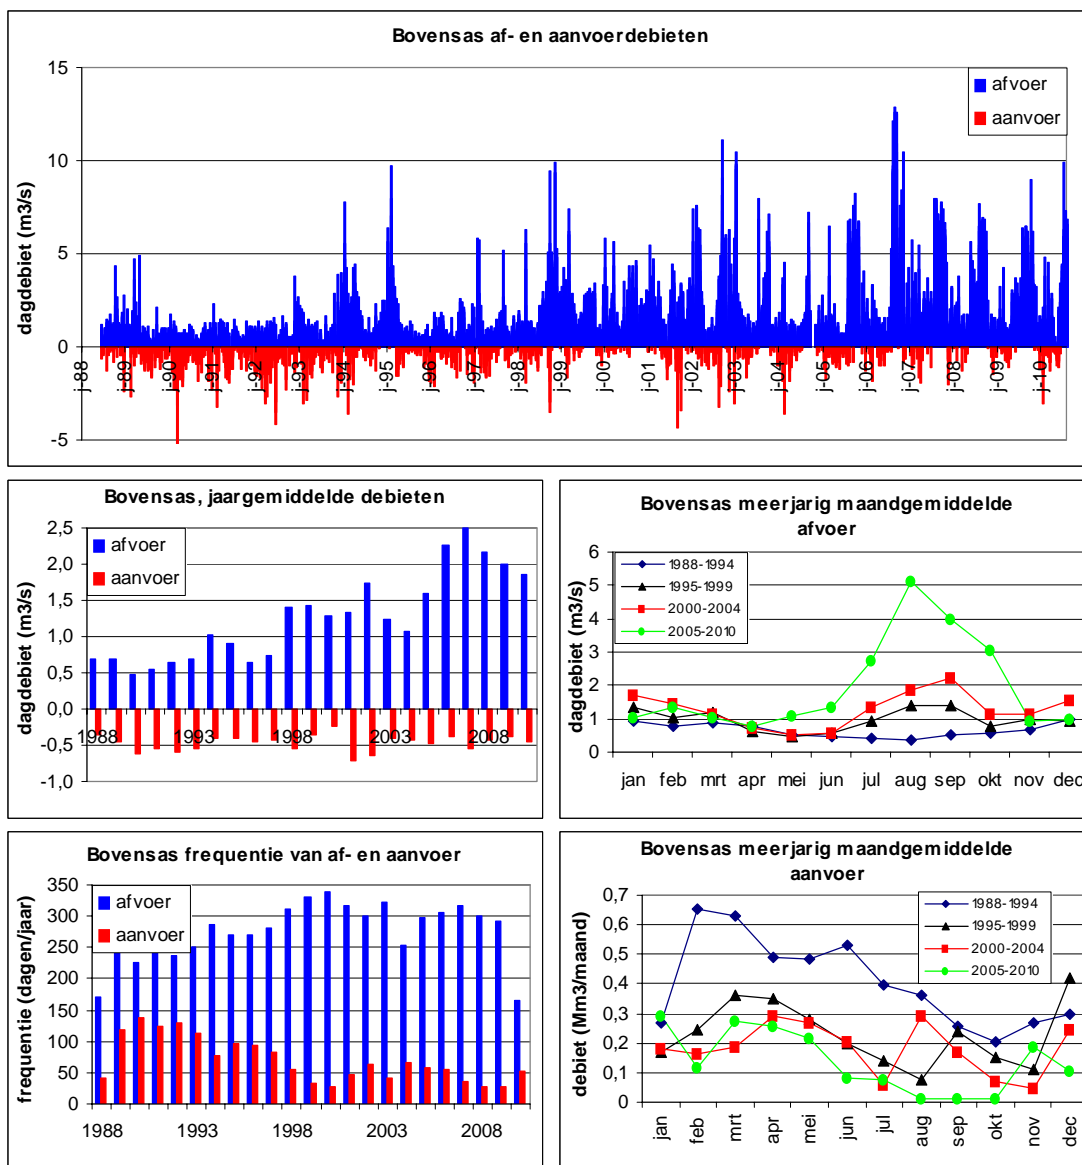 Bovensas af- en aanvoerdebieten
15
10
5
0
-5
dagdebiet (m3/s)
afvoer
aanvoer
j-88
j-89
j-90
j-91
j-92
j-93
j-94
j-95
j-96
j-97
j-98
j-99
j-00
j-01
j-02
j-03
j-04
j-05
j-06
j-07
j-08
j-09
j-10
Bovensas, jaargemiddelde debieten
2,5
2,0
1,5
1,0
0,5
0,0
-0,5
-1,0
dagdebiet (m3/s)
afvoer
aanvoer
1988
1993
1998
2003
2008
Bovensas meerjarig maandgemiddelde
afvoer
6
5
4
3
2
1
0
dagdebiet (m3/s)
1988-1994
1995-1999
2000-2004
2005-2010
jan feb mrt apr mei jun jul aug sep okt nov dec
Bovensas frequentie van af- en aanvoer
350
300
250
200
150
100
50
0
frequentie (dagen/jaar)
afvoer
aanvoer
1988
1993
1998
2003
2008
Bovensas meerjarig maandgemiddelde
aanvoer
0,7
0,6
0,5
0,4
0,3
0,2
0,1
0
debiet (Mm3/maand)
1988-1994
1995-1999
2000-2004
2005-2010
jan
feb
mrt
apr
mei
jun
jul
aug
sep
okt
nov
dec